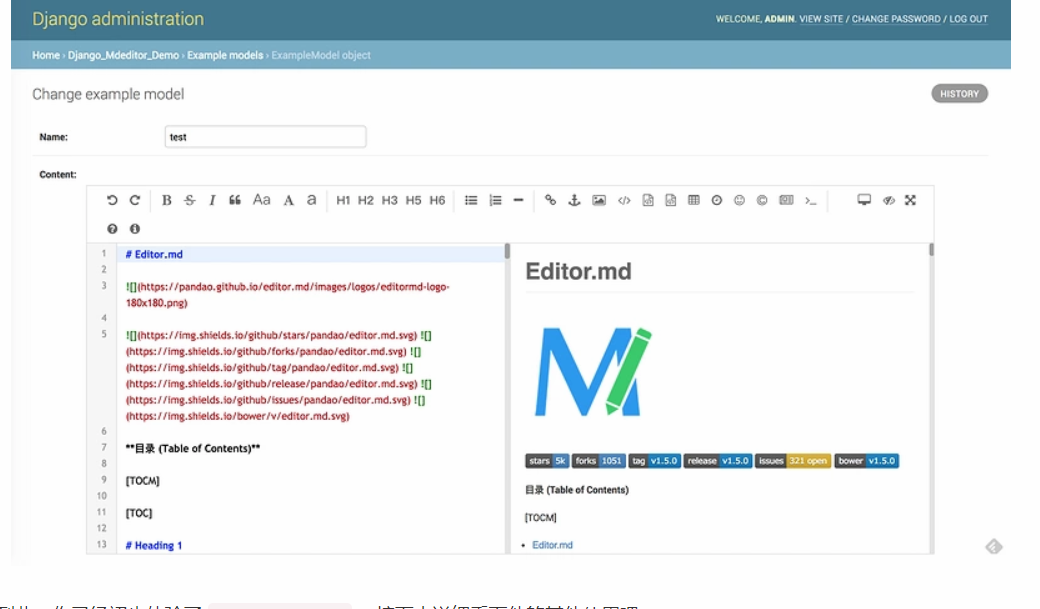 Django administration
WELCOME, ADMIN. VIEW SITE / CHANGE PASSWORD / LOG OUT
Home › Django_Mdeditor_Demo › Example models › ExampleModel object
Change example model
HISTORY
Name:
test
Content:
B S I Aa A a H1 H2 H3 H5 H6
1 # Editor.md
2
3 ![](https://pandao.github.io/editor.md/images/logos/editormd-logo-
180x180.png)
4
5 ![](https://img.shields.io/github/stars/pandao/editor.md.svg) ![]
(https://img.shields.io/github/forks/pandao/editor.md.svg) ![]
(https://img.shields.io/github/tag/pandao/editor.md.svg) ![]
(https://img.shields.io/github/release/pandao/editor.md.svg) ![]
(https://img.shields.io/github/issues/pandao/editor.md.svg) ![]
(https://img.shields.io/bower/v/editor.md.svg)
6
7 **目录 (Table of Contents)**
8
9 [TOCM]
10
11 [TOC]
12
13 # Heading 1
Editor.md
stars 5k forks 1051 tag v1.5.0 release v1.5.0 issues 321 open bower v1.5.0
目录 (Table of Contents)
[TOCM]
• Editor.md